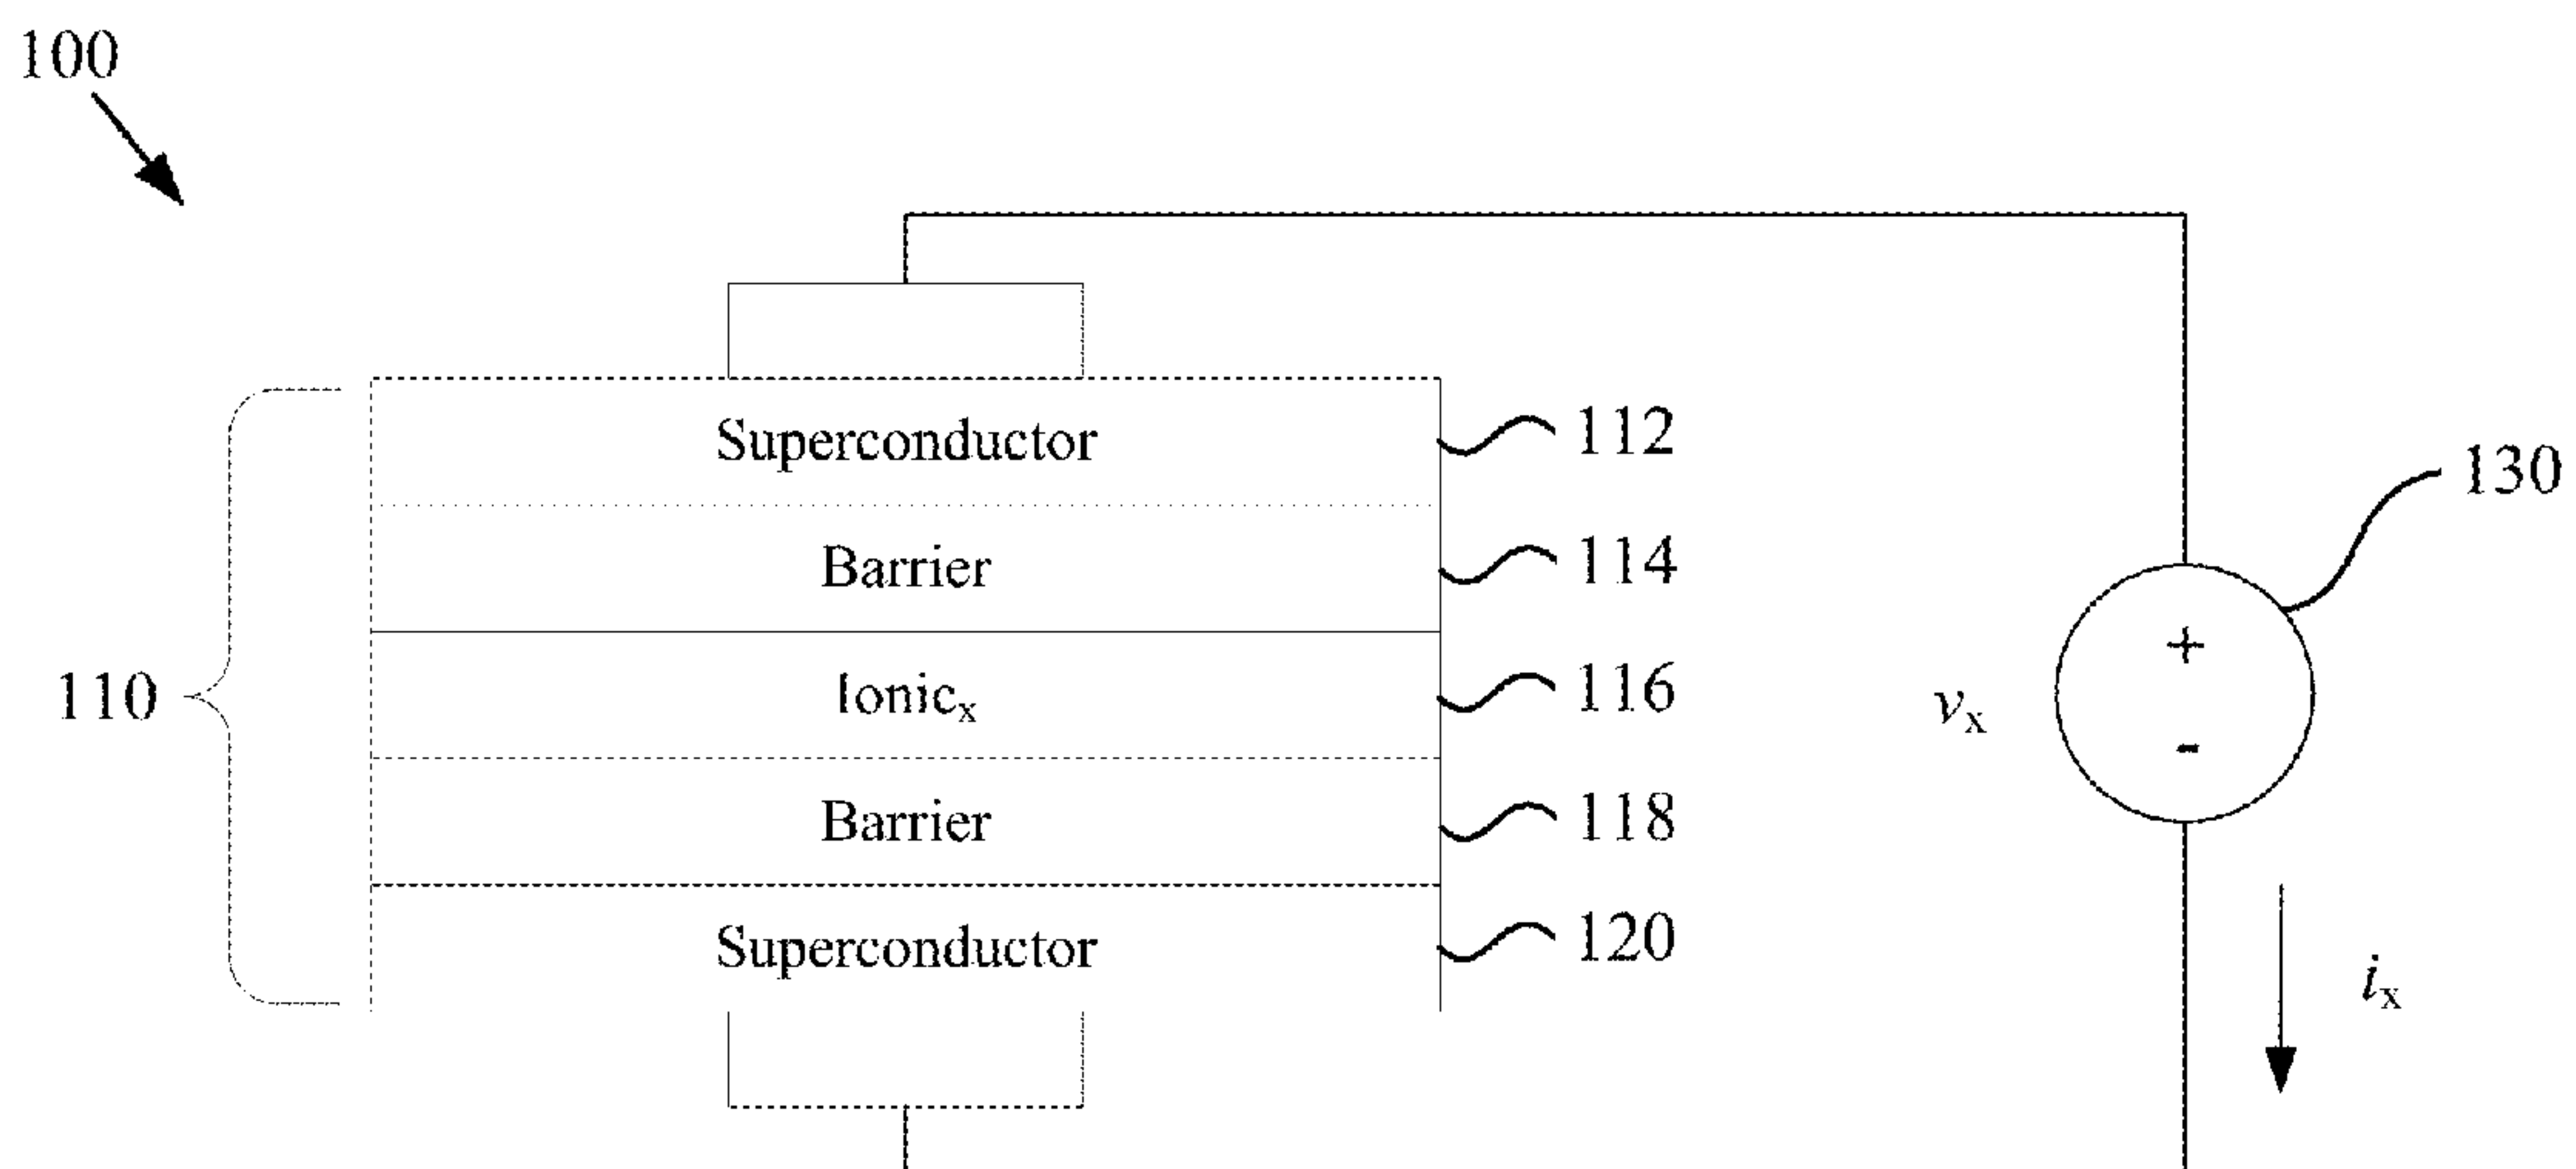 100
Superconductor 112
130
Barrier 114
+
110 Ionicx 116
vx
-
Barrier 118
Superconductor 120
ix